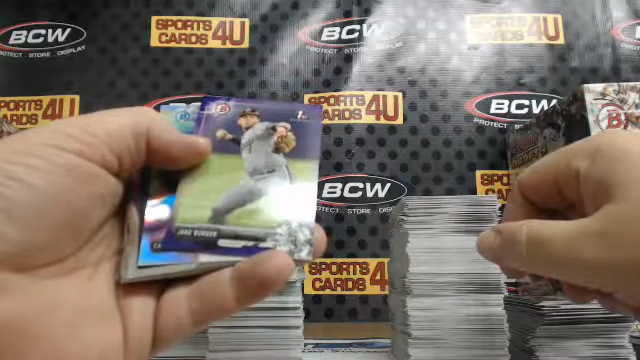 BCW
PROTECT . STORE . DISPLAY
SPORTS
CARDS 4U
BCW
PROTECT . STORE . DISPLAY
SPORTS
CARDS 4U
SPORTS
CARDS 4U
SPORTS
CARDS 4U
BCW
PROTECT
JAKE BURGER
BCW
PROTECT . STORE
SPORTS
CARDS 4